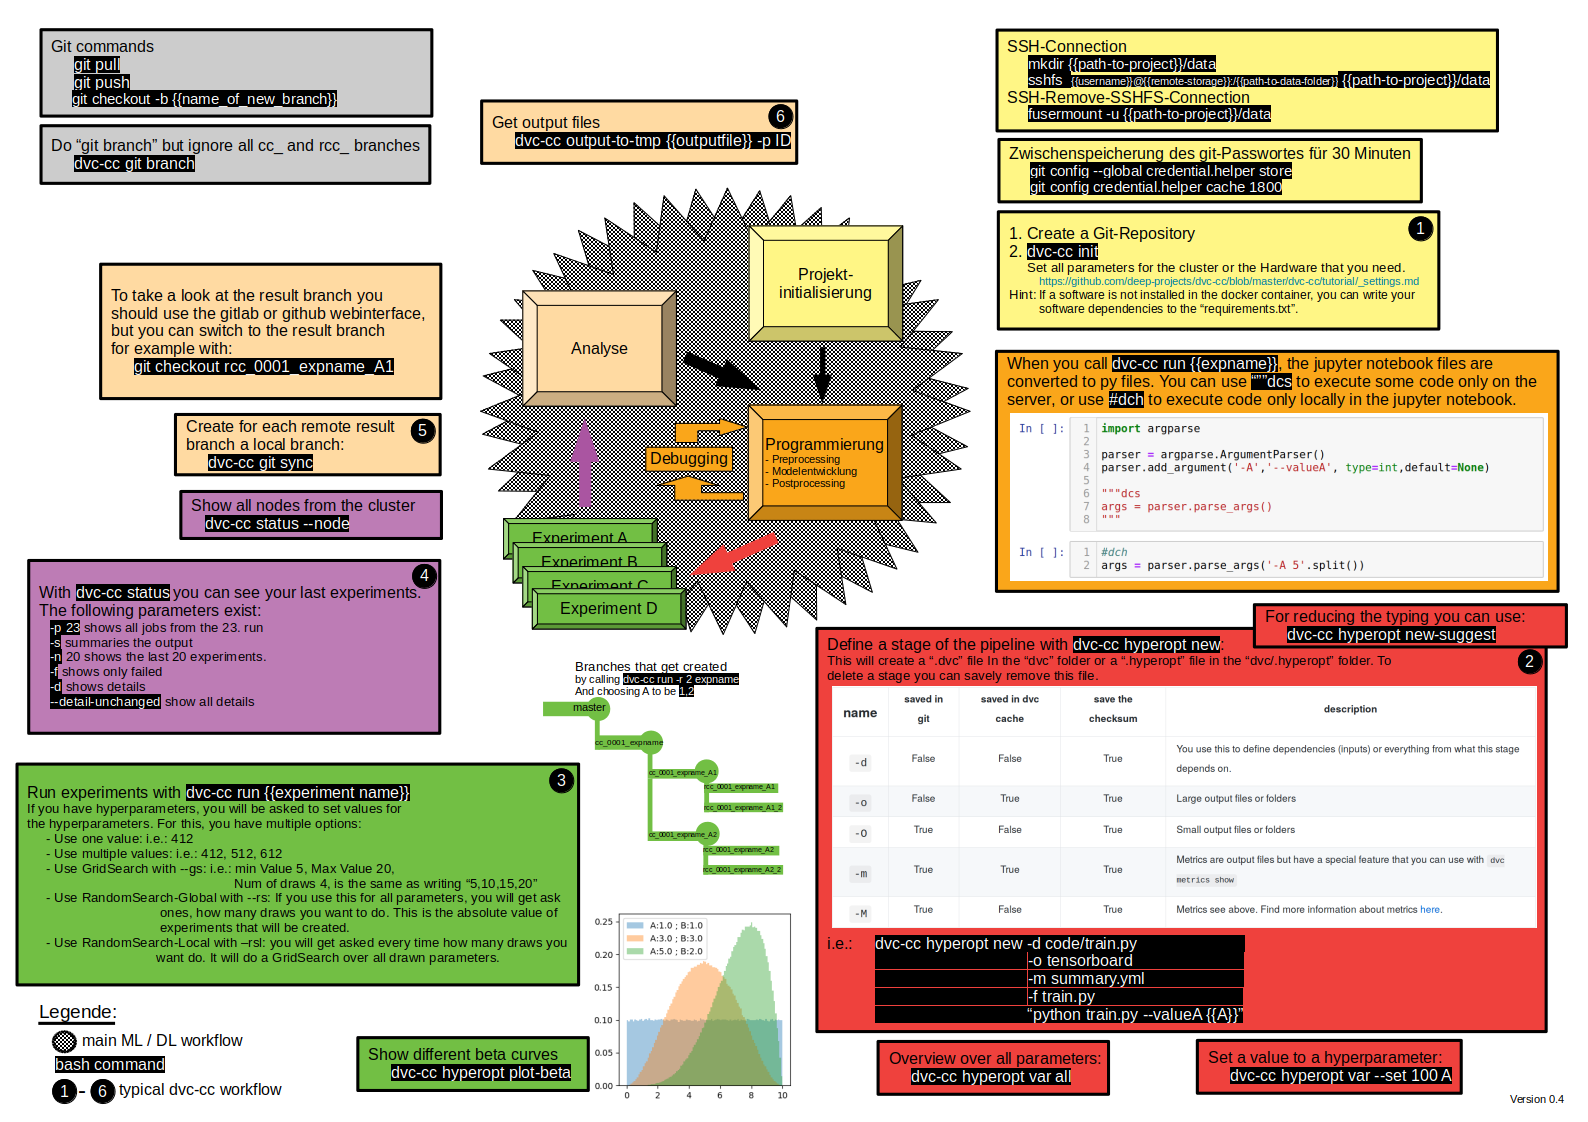 Git commands
git pull
git push
git checkout -b {{name_of_new_branch}}
Do “git branch” but ignore all cc_ and rcc_ branches
dvc-cc git branch
6
Get output files
dvc-cc output-to-tmp {{outputfile}} -p ID
SSH-Connection
mkdir {{path-to-project}}/data
sshfs {{username}}@{{remote-storage}}:/{{path-to-data-folder}} {{path-to-project}}/data
SSH-Remove-SSHFS-Connection
fusermount -u {{path-to-project}}/data
Zwischenspeicherung des git-Passwortes für 30 Minuten
git config --global credential.helper store
git config credential.helper cache 1800
1
1. Create a Git-Repository
2. dvc-cc init
Set all parameters for the cluster or the Hardware that you need.
https://github.com/deep-projects/dvc-cc/blob/master/dvc-cc/tutorial/_settings.md
Hint: If a software is not installed in the docker container, you can write your
software dependencies to the “requirements.txt”.
To take a look at the result branch you
should use the gitlab or github webinterface,
but you can switch to the result branch
for example with:
git checkout rcc_0001_expname_A1
5
Create for each remote result
branch a local branch:
dvc-cc git sync
Show all nodes from the cluster
dvc-cc status --node
4
With dvc-cc status you can see your last experiments.
The following parameters exist:
-p 23 shows all jobs from the 23. run
-s summaries the output
-n 20 shows the last 20 experiments.
-f shows only failed
-d shows details
--detail-unchanged show all details
Projekt-
initialisierung
Analyse
Programmierung
- Preprocessing
- Modelentwicklung
- Postprocessing
Debugging
Experiment A
Experiment B
Experiment C
Experiment D
When you call dvc-cc run {{expname}}, the jupyter notebook files are
converted to py files. You can use “””dcs to execute some code only on the
server, or use #dch to execute code only locally in the jupyter notebook.
In [ ]:
1 import argparse
2
3 parser = argparse.ArgumentParser()
4 parser.add_argument('-A','--valueA', type=int,default=None)
5
6 """dcs
7 args = parser.parse_args()
8 """
In [ ]:
1 #dch
2 args = parser.parse_args('-A 5'.split())
For reducing the typing you can use:
dvc-cc hyperopt new-suggest
2
Define a stage of the pipeline with dvc-cc hyperopt new:
This will create a “.dvc” file In the “dvc” folder or a “.hyperopt” file in the “dvc/.hyperopt” folder. To
delete a stage you can savely remove this file.
name saved in git saved in dvc cache save the checksum description
-d False False True You use this to define dependencies (inputs) or everything from what this stage
depends on.
-o False True True Large output files or folders
-O True False True Small output files or folders
-m True False True Metrics are output files but have a special feature that you can use with dvc
metrics show
-M True False True Metrics see above. Find more information about metrics here.
i.e.: dvc-cc hyperopt new -d code/train.py
-o tensorboard
-m summary.yml
-f train.py
“python train.py --valueA {{A}}”
Overview over all parameters:
dvc-cc hyperopt var all
Set a value to a hyperparameter:
dvc-cc hyperopt var --set 100 A
Branches that get created
by calling dvc-cc run -r 2 expname
And choosing A to be 1,2
master
cc_0001_expname
cc_0001_expname_A1
rcc_0001_expname_A1
rcc_0001_expname_A1_2
cc_0001_expname_A2
rcc_0001_expname_A2
rcc_0001_expname_A2_2
3
Run experiments with dvc-cc run {{experiment name}}
If you have hyperparameters, you will be asked to set values for
the hyperparameters. For this, you have multiple options:
- Use one value: i.e.: 412
- Use multiple values: i.e.: 412, 512, 612
- Use GridSearch with --gs: i.e.: min Value 5, Max Value 20,
Num of draws 4, is the same as writing “5,10,15,20”
- Use RandomSearch-Global with --rs: If you use this for all parameters, you will get ask
ones, how many draws you want to do. This is the absolute value of
experiments that will be created.
- Use RandomSearch-Local with –rsl: you will get asked every time how many draws you
want do. It will do a GridSearch over all drawn parameters.
Legende:
main ML / DL workflow
bash command
1 - 6 typical dvc-cc workflow
Show different beta curves
dvc-cc hyperopt plot-beta
A:1.0 ; B:1.0
A:3.0 ; B:3.0
A:5.0 ; B:2.0
0.25
0.20
0.15
0.10
0.05
0.00
0 2 4 6 8 10
Version 0.4